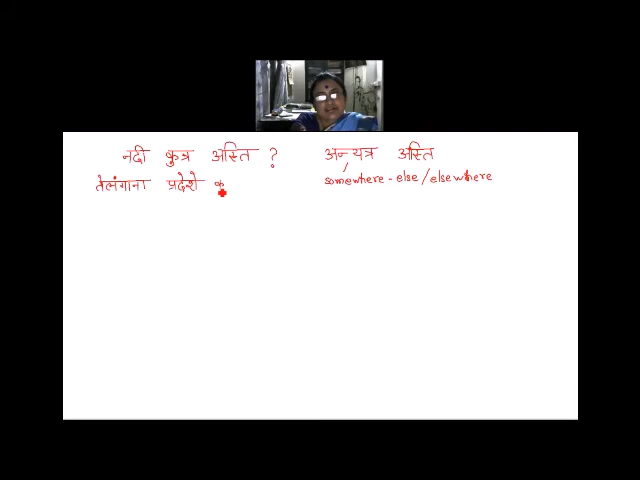 नदी कुत्र अस्ति ? अन्यत्र अस्ति
somewhere - else / elsewhere
तेलंगाना प्रदेशे क